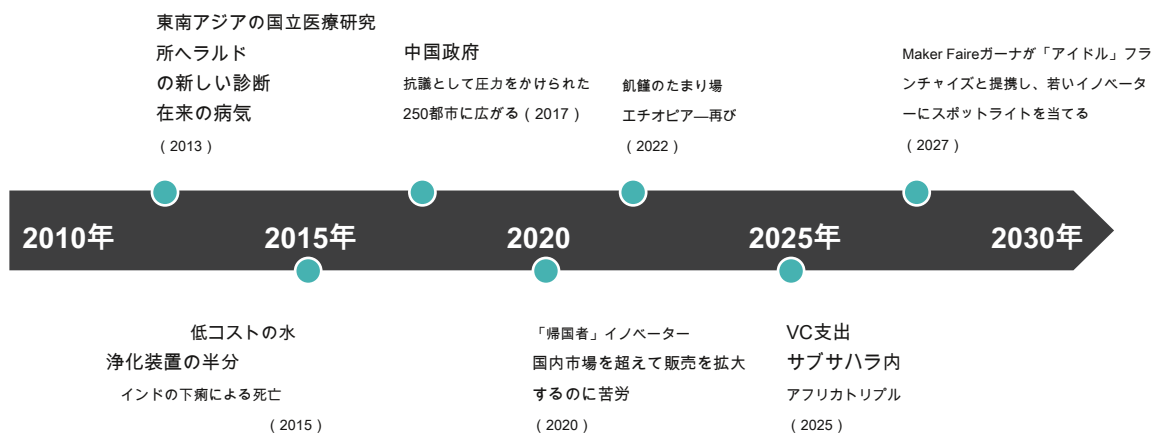 東南アジアの国立医療研究
所ヘラルド
の新しい診断
在来の病気
(2013)
中国政府
抗議として圧力をかけられた
250都市に広がる(2017)
飢饉のたまり場
エチオピア—再び
(2022)
Maker Faireガーナが「アイドル」フラ
ンチャイズと提携し、若いイノベータ
ーにスポットライトを当てる
(2027)
2010年 2015年 2020 2025年 2030年
低コストの水
浄化装置の半分
インドの下痢による死亡
(2015)
「帰国者」イノベーター
国内市場を超えて販売を拡大
するのに苦労
(2020)
VC支出
サブサハラ内
アフリカトリプル
(2025)